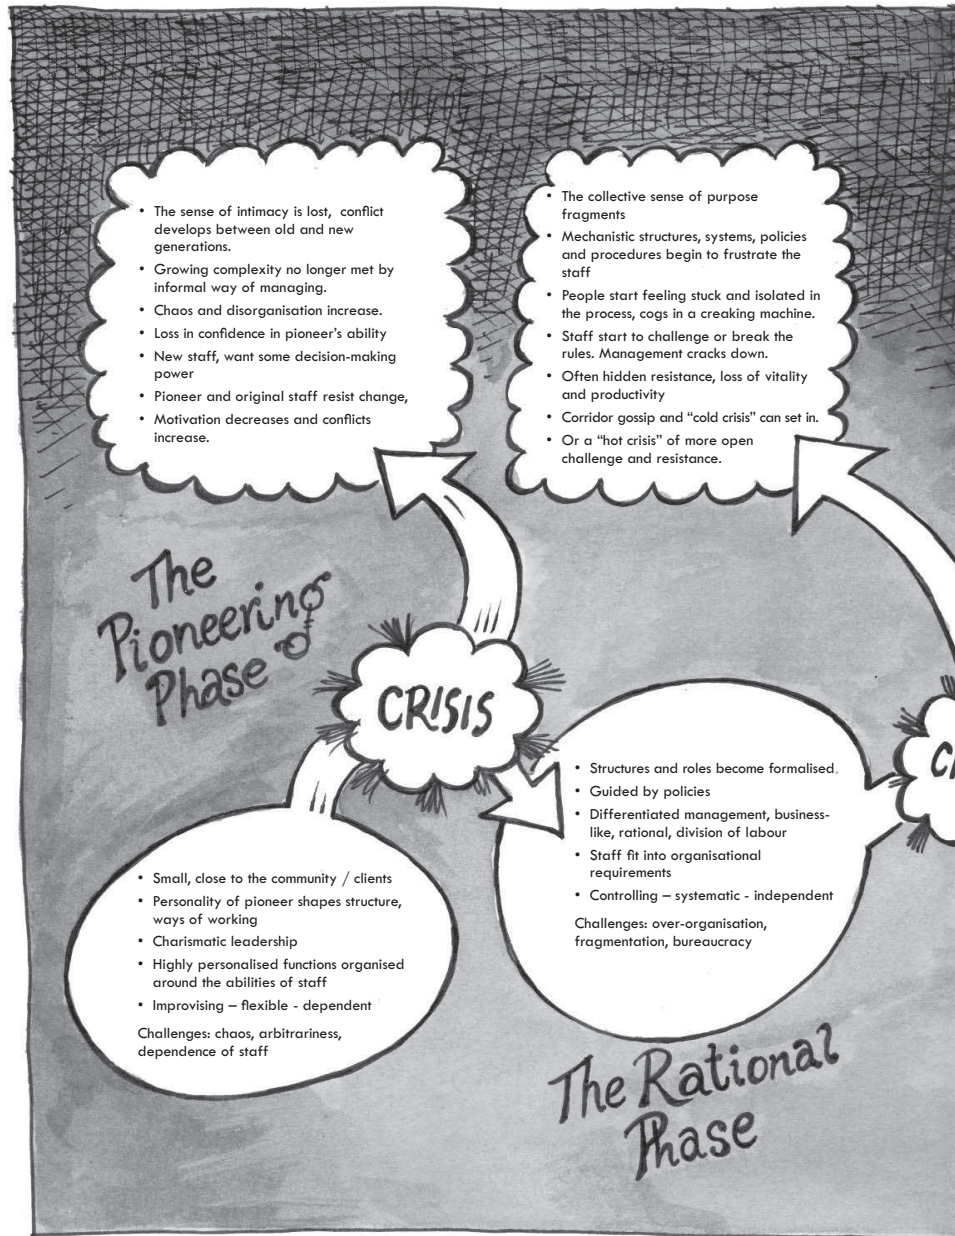 • The sense of intimacy is lost,  conflict
develops between old and new
generations.
• Growing complexity no longer met by
informal way of managing.
• Chaos and disorganisation increase.
• Loss in confidence in pioneer's ability
• New staff, want some decision-making
power
• Pioneer and original staff resist change,
• Motivation decreases and conflicts
increase.
• The collective sense of purpose
fragments
• Mechanistic structures, systems, policies
and procedures begin to frustrate the
staff
• People start feeling stuck and isolated in
the process, cogs in a creaking machine.
• Staff start to challenge or break the
rules. Management cracks down.
• Often hidden resistance, loss of vitality
and productivity
• Corridor gossip and “cold crisis” can set in.
• Or a “hot crisis” of more open
challenge and resistance.
The
Pioneering
Phase
CRISIS
• Small, close to the community / clients
• Personality of pioneer shapes structure,
ways of working
• Charismatic leadership
• Highly personalised functions organised
around the abilities of staff
• Improvising – flexible - dependent
Challenges: chaos, arbitrariness,
dependence of staff
• Structures and roles become formalised.
• Guided by policies
• Differentiated management, business-
like, rational, division of labour
• Staff fit into organisational
requirements
• Controlling – systematic - independent
Challenges: over-organisation,
fragmentation, bureaucracy
The Rational
Phase